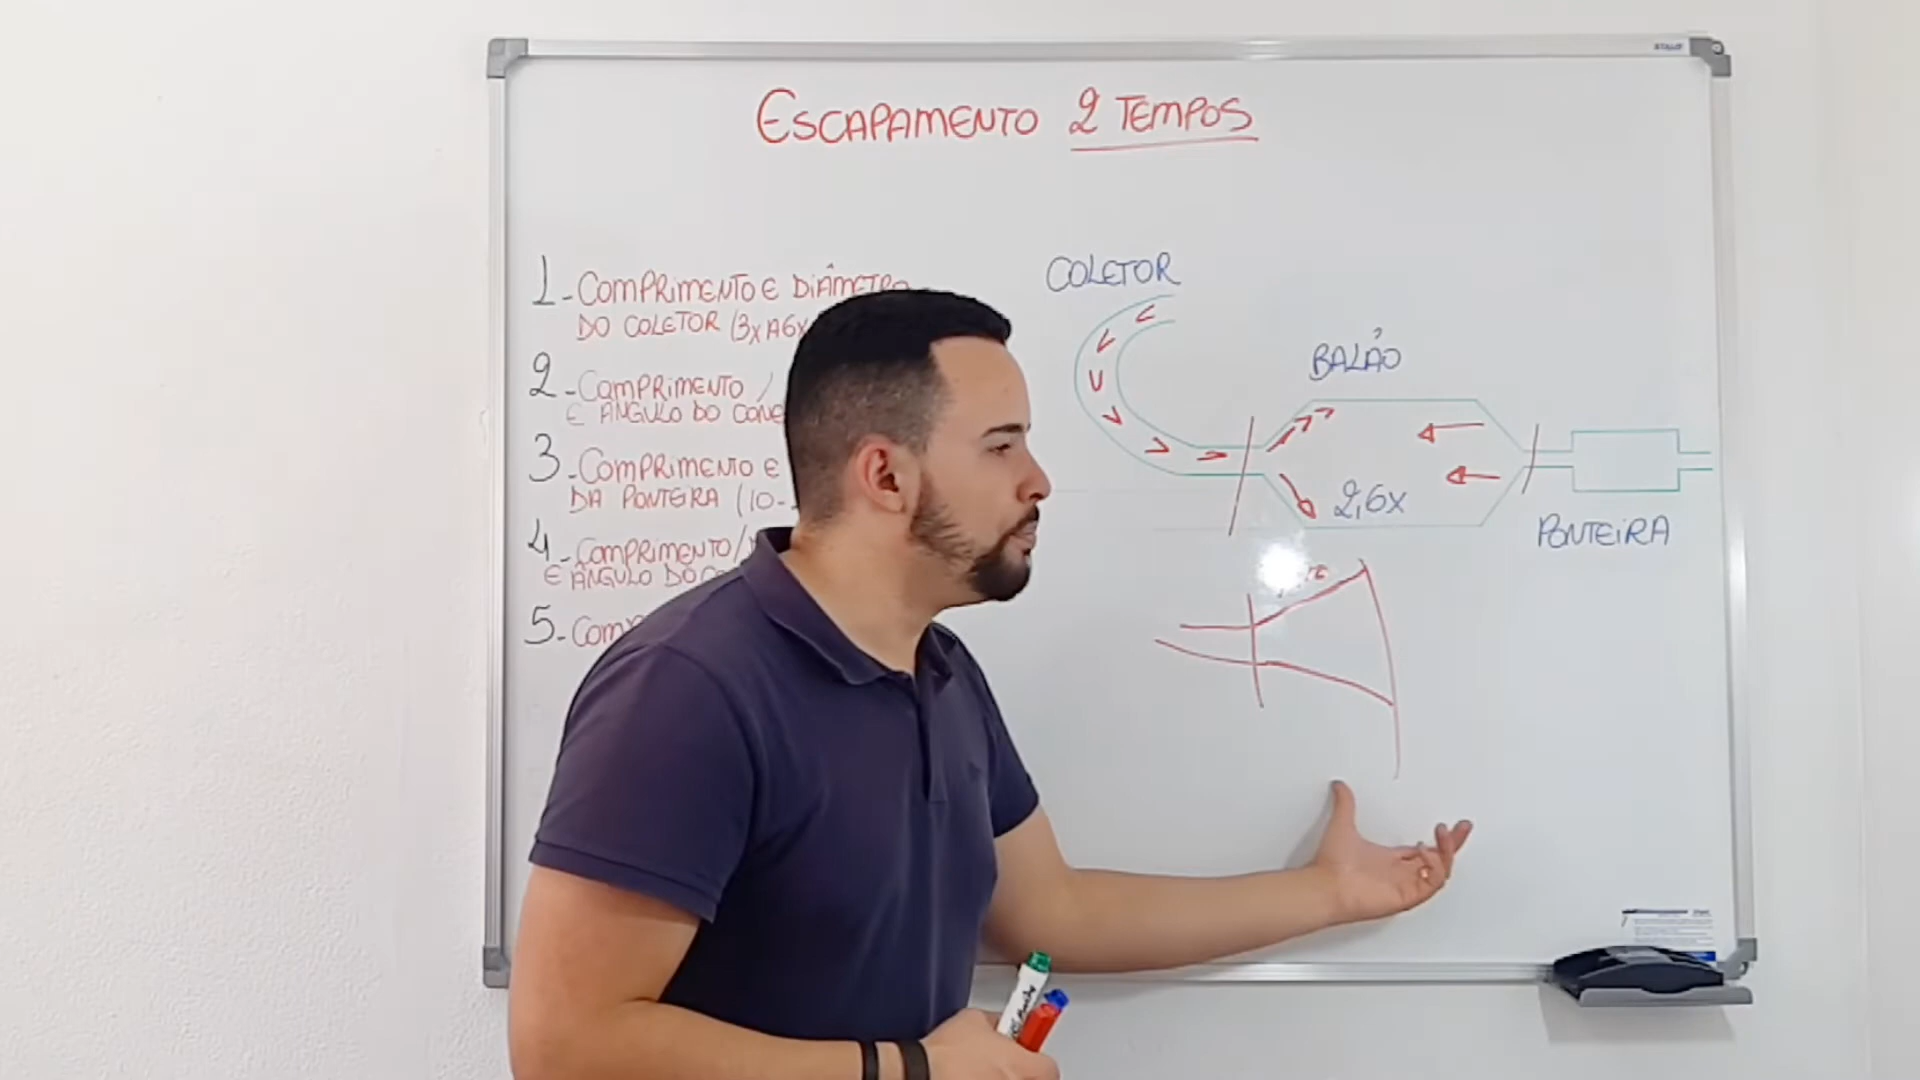 ESCAPAMENTO 2 TEMPOS
1-COMPRIMENTO E DIÂMETRO
DO COLETOR (3x A 6x
2-COMPRIMENTO /
E ÂNGULO DO CONE
3-COMPRIMENTO E
DA PONTEIRA (10-
4-COMPRIMENTO/
E ÂNGULO DO
5-COM
COLETOR
BALÃO
2,6x
PONTEIRA
STALO